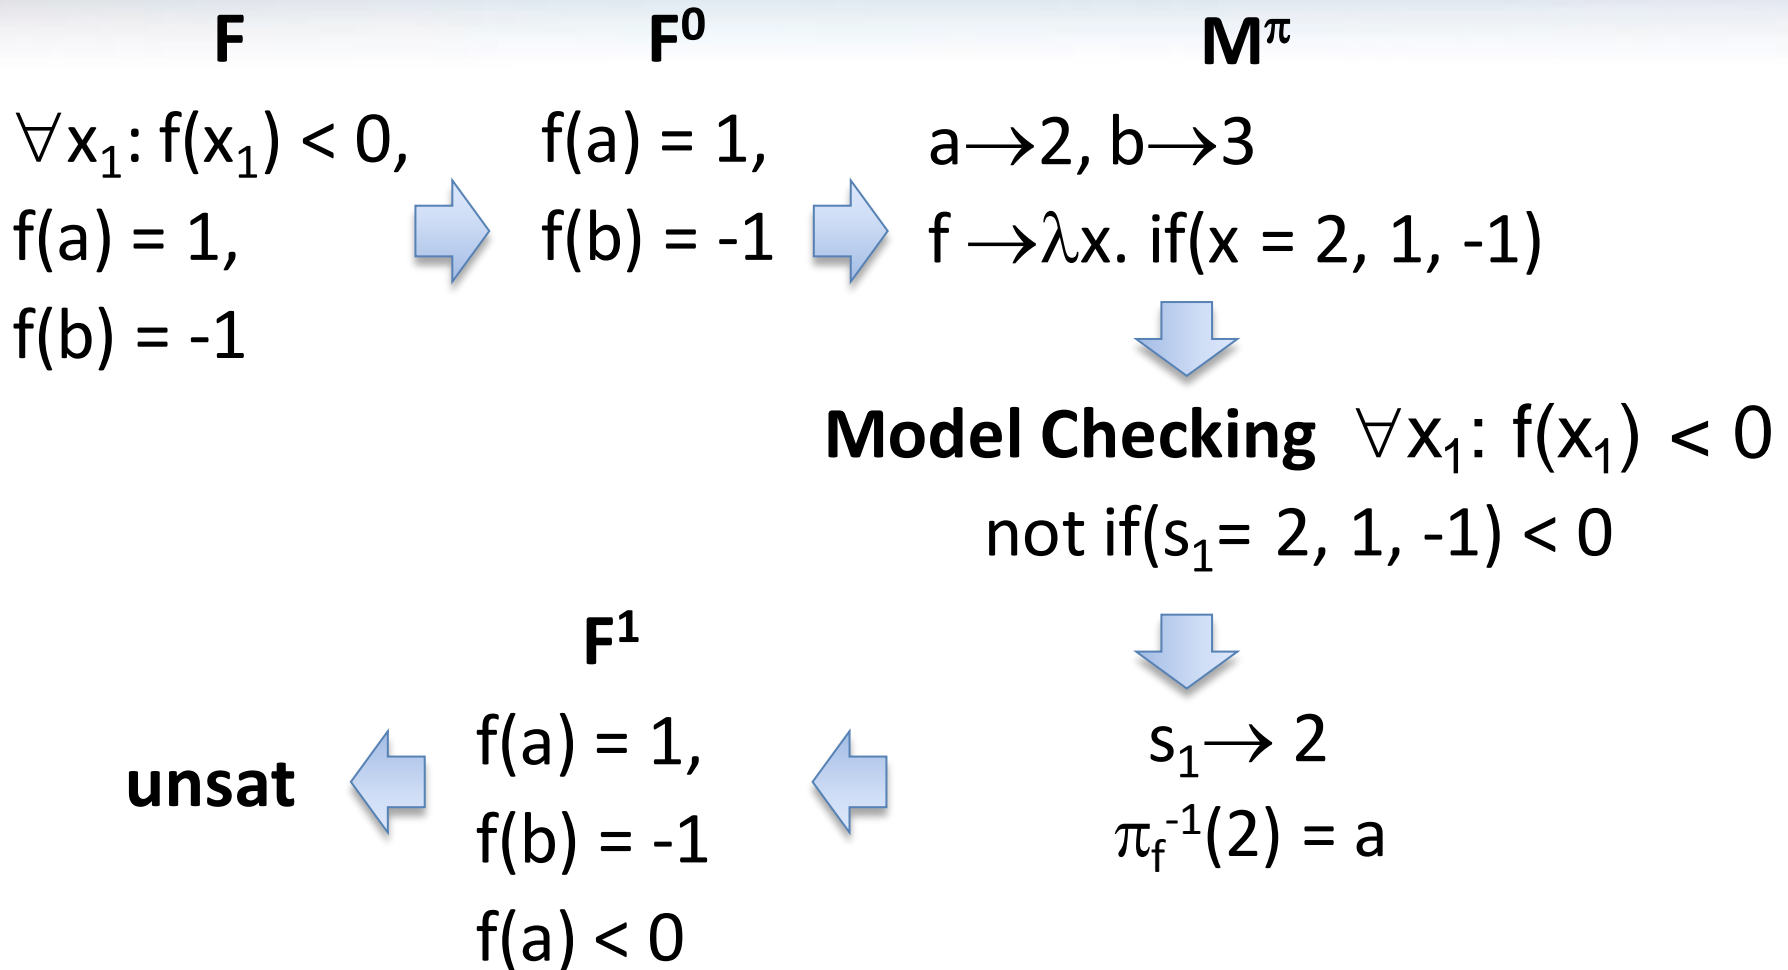 F
∀x₁: f(x₁) < 0,
f(a) = 1,
f(b) = -1
F⁰
f(a) = 1,
f(b) = -1
M^π
a→2, b→3
f →λx. if(x = 2, 1, -1)
Model Checking ∀x₁: f(x₁) < 0
not if(s₁= 2, 1, -1) < 0
s₁→ 2
π_f⁻¹(2) = a
F¹
f(a) = 1,
f(b) = -1
f(a) < 0
unsat